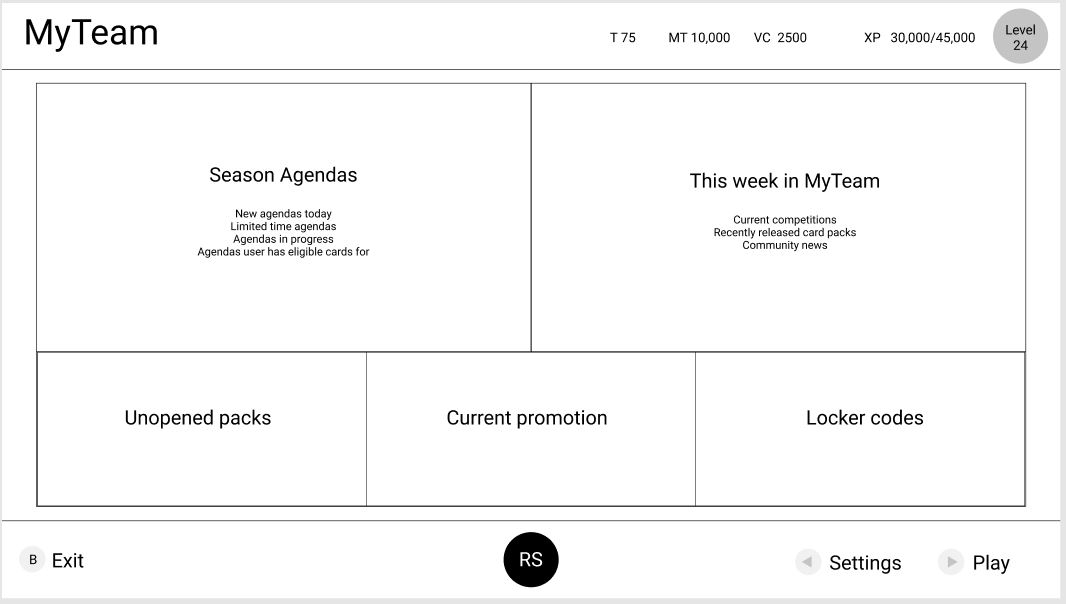 MyTeam
T 75 MT 10,000 VC 2500 XP 30,000/45,000
Level
24
Season Agendas
New agendas today
Limited time agendas
Agendas in progress
Agendas user has eligible cards for
This week in MyTeam
Current competitions
Recently released card packs
Community news
Unopened packs
Current promotion
Locker codes
B Exit
RS
Settings
Play